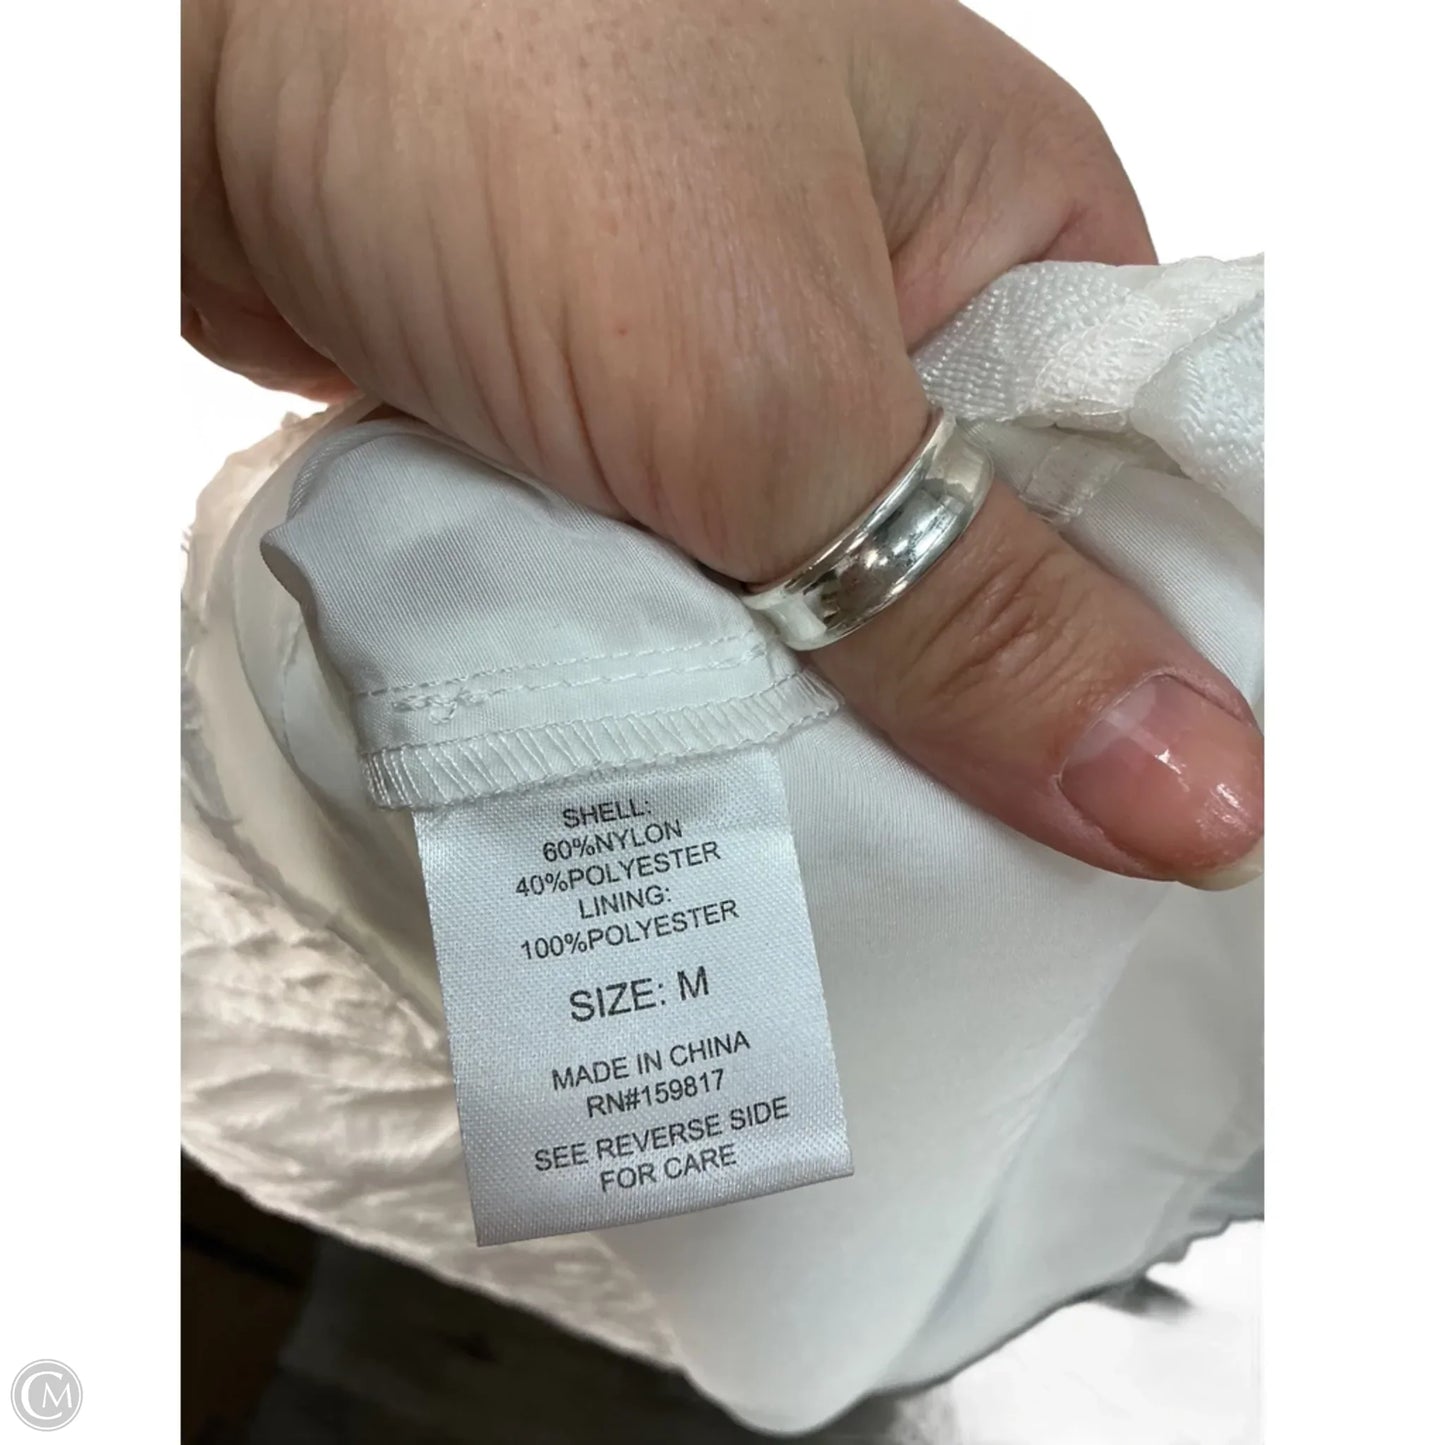 SHELL:
60%NYLON
40%POLYESTER
LINING:
100%POLYESTER
SIZE: M
MADE IN CHINA
RN#159817
SEE REVERSE SIDE
FOR CARE
CM